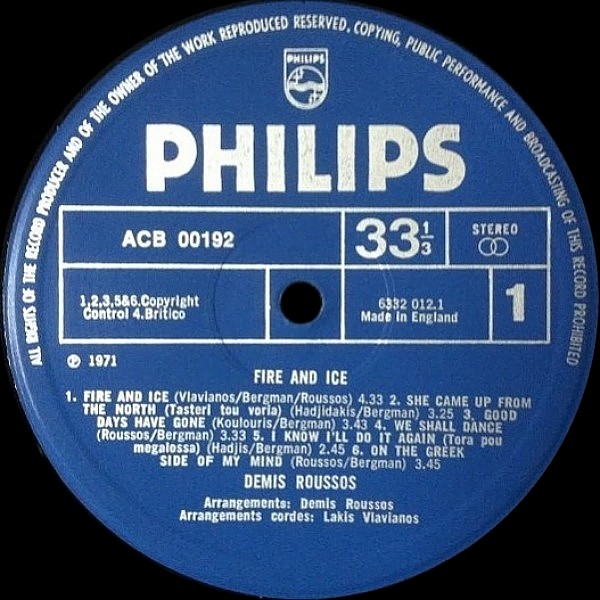 ALL RIGHTS OF THE RECORD PRODUCER AND OF THE OWNER OF THE WORK REPRODUCED RESERVED. COPYING, PUBLIC PERFORMANCE AND BROADCASTING OF THIS RECORD PROHIBITED
PHILIPS
PHILIPS
ACB 00192
33 1/3
STEREO
1,2,3,5&6.Copyright
Control 4.Britico
6332 012.1
Made in England
1
℗ 1971
FIRE AND ICE
1. FIRE AND ICE (Vlavianos/Bergman/Roussos) 4.33 2. SHE CAME UP FROM
THE NORTH (Tasteri tou voria) (Hadjidakis/Bergman) 3.25 3. GOOD
DAYS HAVE GONE (Koulouris/Bergman) 3.43 4. WE SHALL DANCE
(Roussos/Bergman) 3.33 5. I KNOW I'LL DO IT AGAIN (Tora pou
megalossa) (Hadjis/Bergman) 2.45 6. ON THE GREEK
SIDE OF MY MIND (Roussos/Bergman) 3.45
DEMIS ROUSSOS
Arrangements: Demis Roussos
Arrangements cordes: Lakis Vlavianos